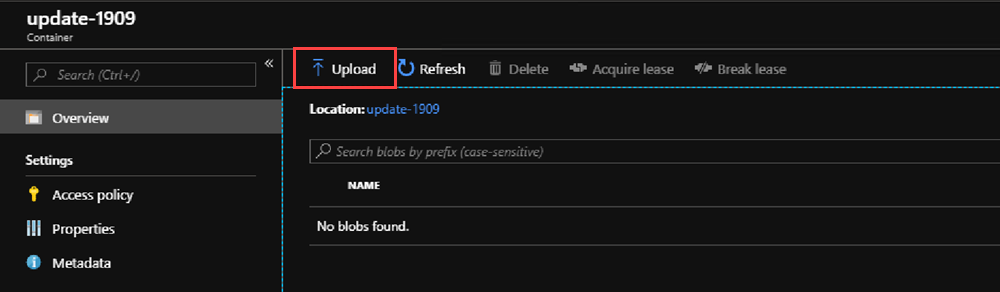 update-1909
Container
«
Search (Ctrl+/)
Overview
Settings
Access policy
Properties
Metadata
Upload Refresh Delete Acquire lease Break lease
Location: update-1909
Search blobs by prefix (case-sensitive)
NAME
No blobs found.